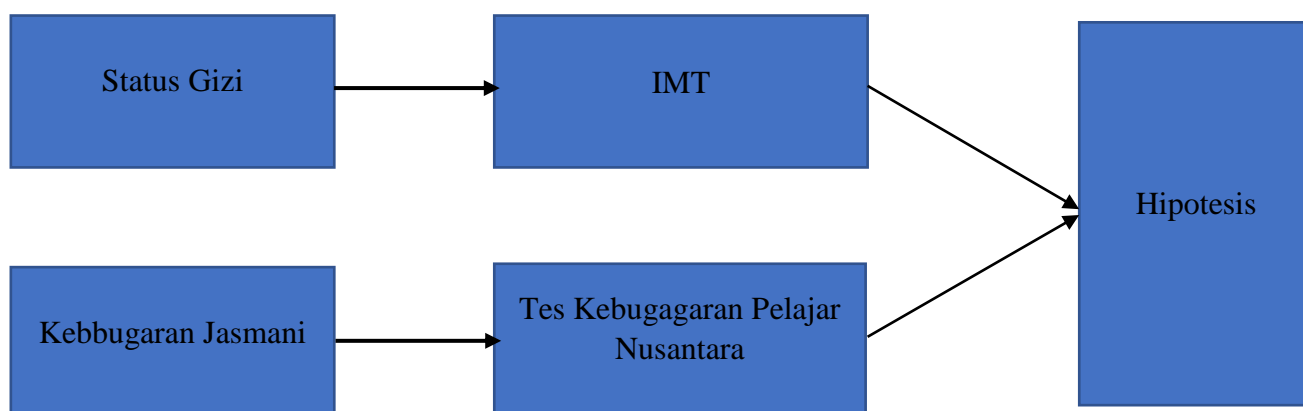 Status Gizi
IMT
Hipotesis
Kebbugaran Jasmani
Tes Kebugagaran Pelajar
Nusantara